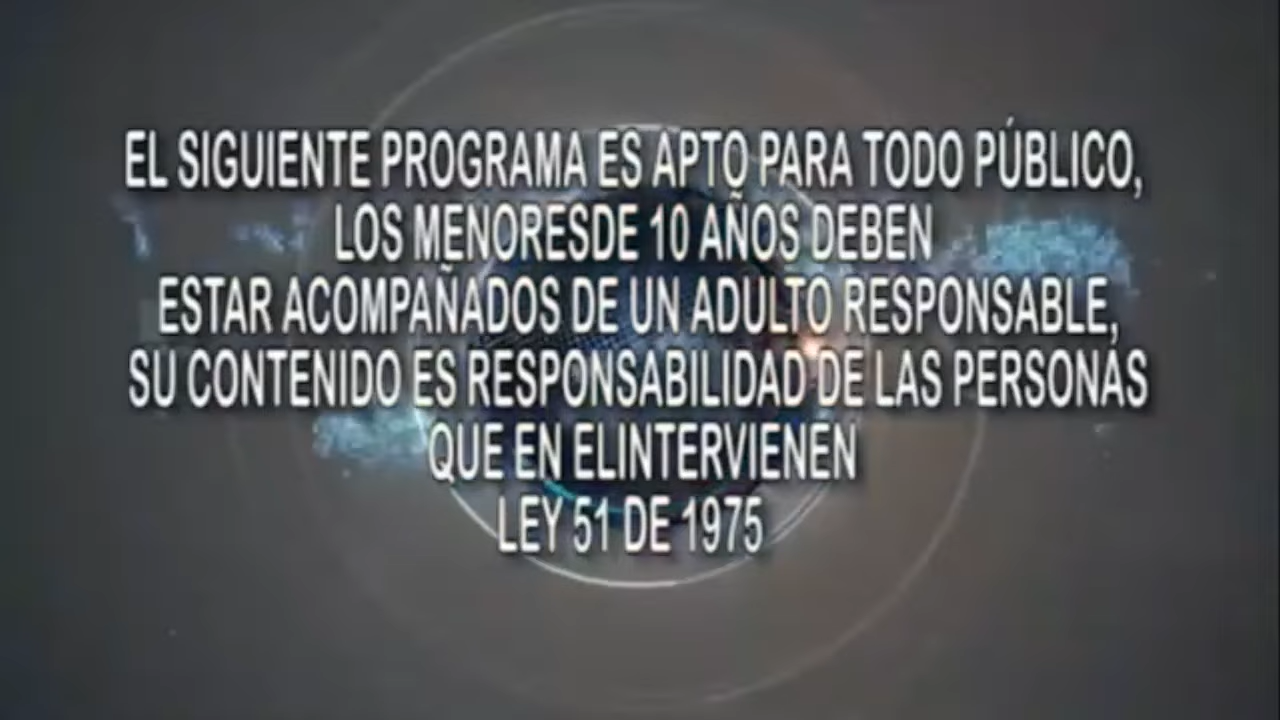 EL SIGUIENTE PROGRAMA ES APTO PARA TODO PÚBLICO,
LOS MENORESDE 10 AÑOS DEBEN
ESTAR ACOMPAÑADOS DE UN ADULTO RESPONSABLE,
SU CONTENIDO ES RESPONSABILIDAD DE LAS PERSONAS
QUE EN ELINTERVIENEN
LEY 51 DE 1975